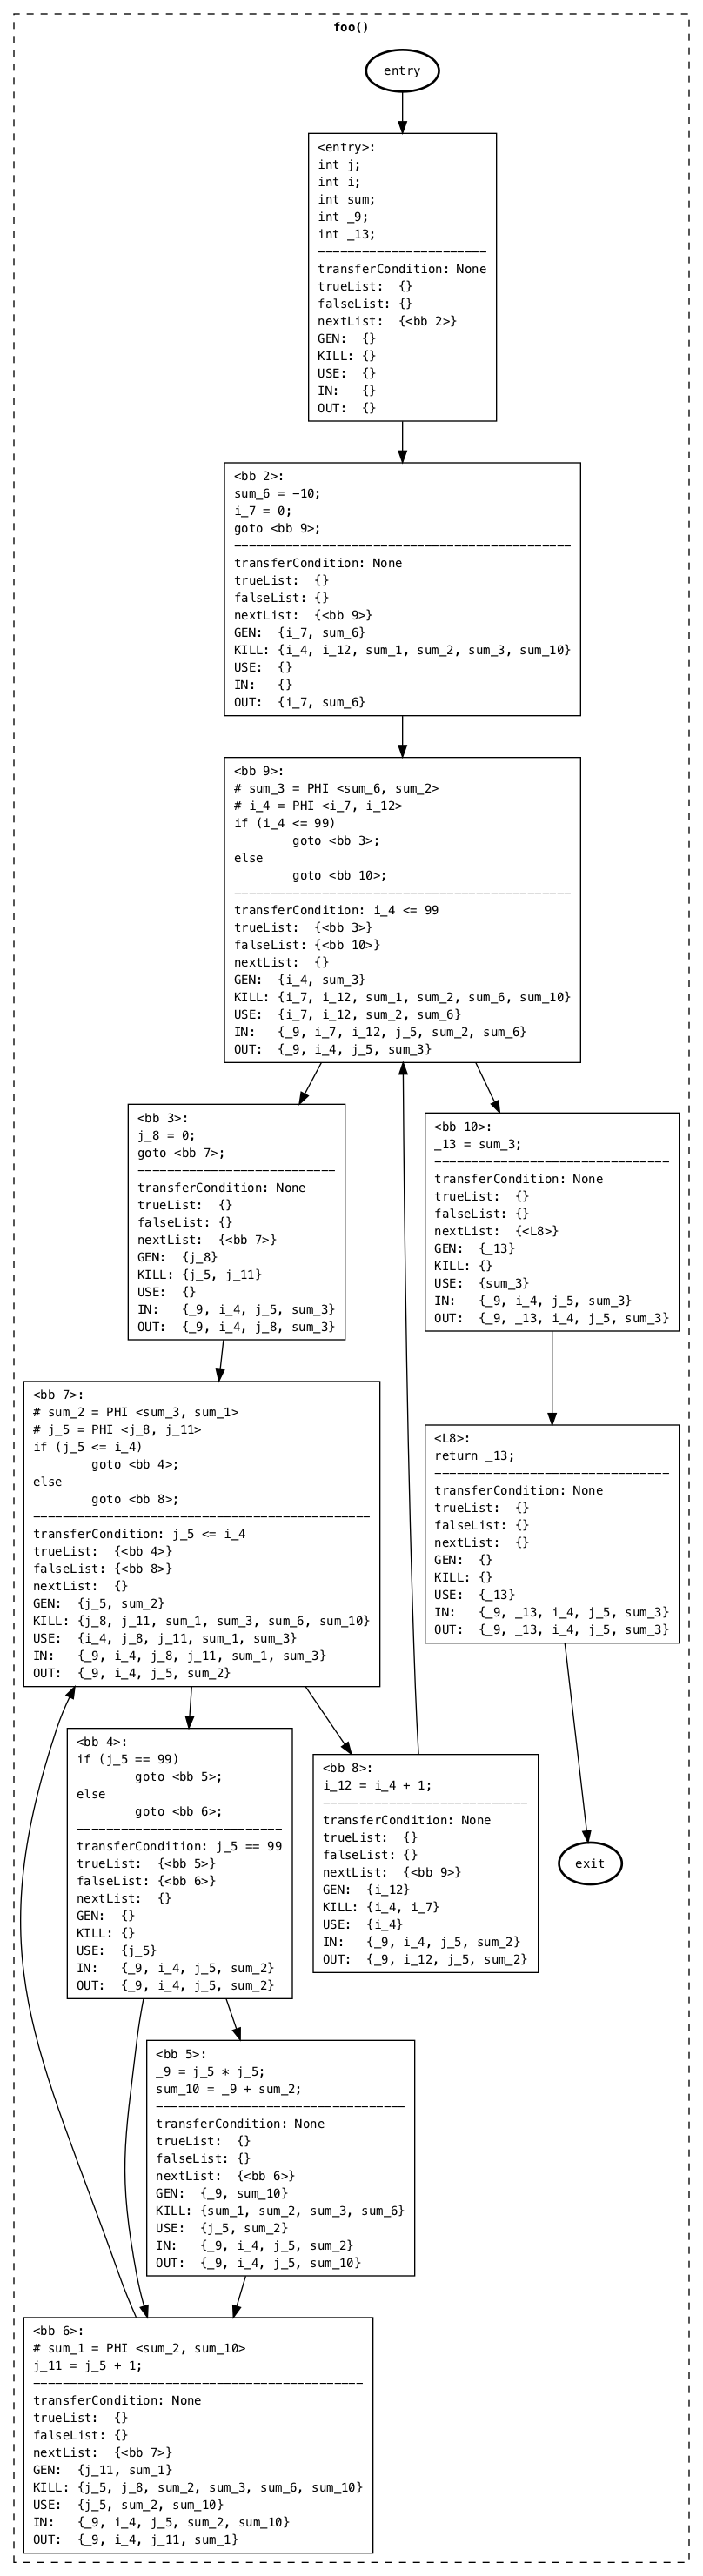 foo()
entry
<entry>:
int j;
int i;
int sum;
int _9;
int _13;
-----------------------
transferCondition: None
trueList:  {}
falseList: {}
nextList:  {<bb 2>}
GEN:  {}
KILL: {}
USE:  {}
IN:   {}
OUT:  {}
<bb 2>:
sum_6 = -10;
i_7 = 0;
goto <bb 9>;
----------------------------------------------
transferCondition: None
trueList:  {}
falseList: {}
nextList:  {<bb 9>}
GEN:  {i_7, sum_6}
KILL: {i_4, i_12, sum_1, sum_2, sum_3, sum_10}
USE:  {}
IN:   {}
OUT:  {i_7, sum_6}
<bb 9>:
# sum_3 = PHI <sum_6, sum_2>
# i_4 = PHI <i_7, i_12>
if (i_4 <= 99)
        goto <bb 3>;
else
        goto <bb 10>;
----------------------------------------------
transferCondition: i_4 <= 99
trueList:  {<bb 3>}
falseList: {<bb 10>}
nextList:  {}
GEN:  {i_4, sum_3}
KILL: {i_7, i_12, sum_1, sum_2, sum_6, sum_10}
USE:  {i_7, i_12, sum_2, sum_6}
IN:   {_9, i_7, i_12, j_5, sum_2, sum_6}
OUT:  {_9, i_4, j_5, sum_3}
<bb 3>:
j_8 = 0;
goto <bb 7>;
---------------------------
transferCondition: None
trueList:  {}
falseList: {}
nextList:  {<bb 7>}
GEN:  {j_8}
KILL: {j_5, j_11}
USE:  {}
IN:   {_9, i_4, j_5, sum_3}
OUT:  {_9, i_4, j_8, sum_3}
<bb 10>:
_13 = sum_3;
--------------------------------
transferCondition: None
trueList:  {}
falseList: {}
nextList:  {<L8>}
GEN:  {_13}
KILL: {}
USE:  {sum_3}
IN:   {_9, i_4, j_5, sum_3}
OUT:  {_9, _13, i_4, j_5, sum_3}
<bb 7>:
# sum_2 = PHI <sum_3, sum_1>
# j_5 = PHI <j_8, j_11>
if (j_5 <= i_4)
        goto <bb 4>;
else
        goto <bb 8>;
----------------------------------------------
transferCondition: j_5 <= i_4
trueList:  {<bb 4>}
falseList: {<bb 8>}
nextList:  {}
GEN:  {j_5, sum_2}
KILL: {j_8, j_11, sum_1, sum_3, sum_6, sum_10}
USE:  {i_4, j_8, j_11, sum_1, sum_3}
IN:   {_9, i_4, j_8, j_11, sum_1, sum_3}
OUT:  {_9, i_4, j_5, sum_2}
<L8>:
return _13;
--------------------------------
transferCondition: None
trueList:  {}
falseList: {}
nextList:  {}
GEN:  {}
KILL: {}
USE:  {_13}
IN:   {_9, _13, i_4, j_5, sum_3}
OUT:  {_9, _13, i_4, j_5, sum_3}
<bb 4>:
if (j_5 == 99)
        goto <bb 5>;
else
        goto <bb 6>;
----------------------------
transferCondition: j_5 == 99
trueList:  {<bb 5>}
falseList: {<bb 6>}
nextList:  {}
GEN:  {}
KILL: {}
USE:  {j_5}
IN:   {_9, i_4, j_5, sum_2}
OUT:  {_9, i_4, j_5, sum_2}
<bb 8>:
i_12 = i_4 + 1;
----------------------------
transferCondition: None
trueList:  {}
falseList: {}
nextList:  {<bb 9>}
GEN:  {i_12}
KILL: {i_4, i_7}
USE:  {i_4}
IN:   {_9, i_4, j_5, sum_2}
OUT:  {_9, i_12, j_5, sum_2}
exit
<bb 5>:
_9 = j_5 * j_5;
sum_10 = _9 + sum_2;
----------------------------------
transferCondition: None
trueList:  {}
falseList: {}
nextList:  {<bb 6>}
GEN:  {_9, sum_10}
KILL: {sum_1, sum_2, sum_3, sum_6}
USE:  {j_5, sum_2}
IN:   {_9, i_4, j_5, sum_2}
OUT:  {_9, i_4, j_5, sum_10}
<bb 6>:
# sum_1 = PHI <sum_2, sum_10>
j_11 = j_5 + 1;
---------------------------------------------
transferCondition: None
trueList:  {}
falseList: {}
nextList:  {<bb 7>}
GEN:  {j_11, sum_1}
KILL: {j_5, j_8, sum_2, sum_3, sum_6, sum_10}
USE:  {j_5, sum_2, sum_10}
IN:   {_9, i_4, j_5, sum_2, sum_10}
OUT:  {_9, i_4, j_11, sum_1}